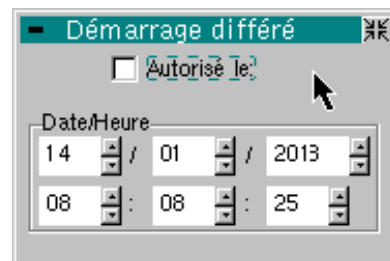 Démarrage différé
Autorisé le:
Date/Heure
14 / 01 / 2013
08 : 08 : 25